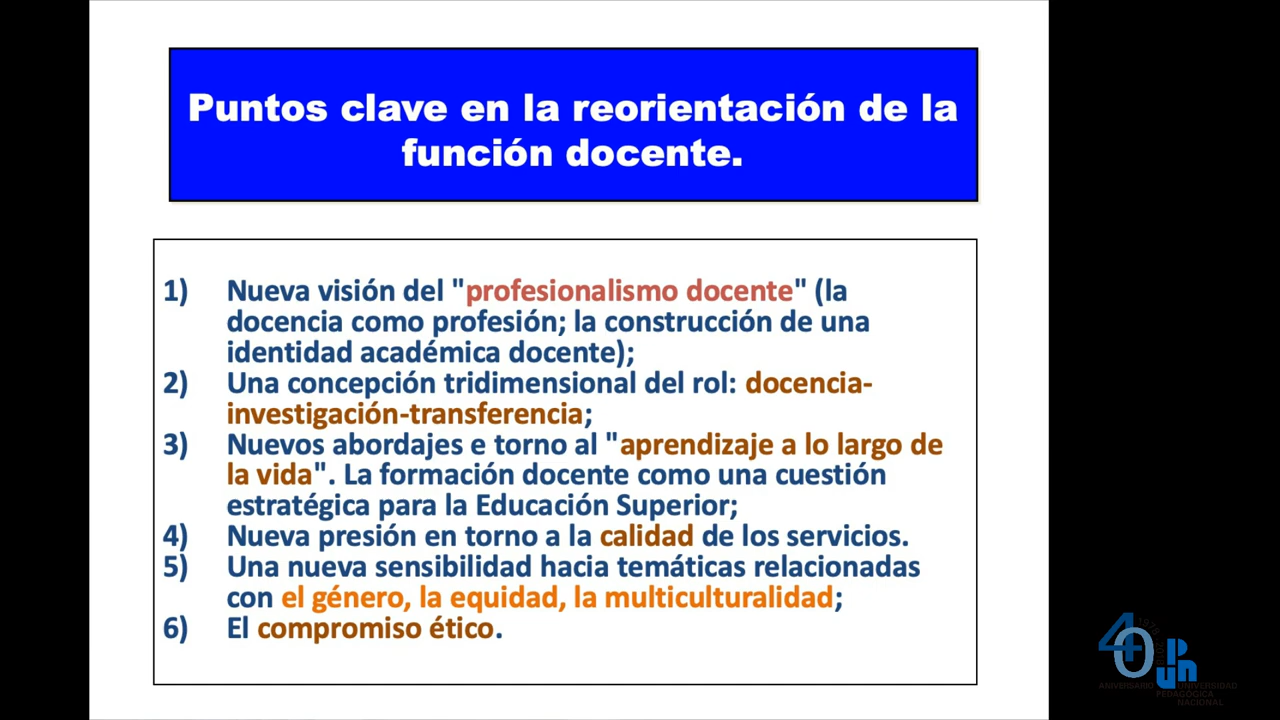 Puntos clave en la reorientación de la
función docente.
1) Nueva visión del "profesionalismo docente" (la
docencia como profesión; la construcción de una
identidad académica docente);
2) Una concepción tridimensional del rol: docencia-
investigación-transferencia;
3) Nuevos abordajes e torno al "aprendizaje a lo largo de
la vida". La formación docente como una cuestión
estratégica para la Educación Superior;
4) Nueva presión en torno a la calidad de los servicios.
5) Una nueva sensibilidad hacia temáticas relacionadas
con el género, la equidad, la multiculturalidad;
6) El compromiso ético.
40
ANIVERSARIO
upn
UNIVERSIDAD
PEDAGÓGICA
NACIONAL